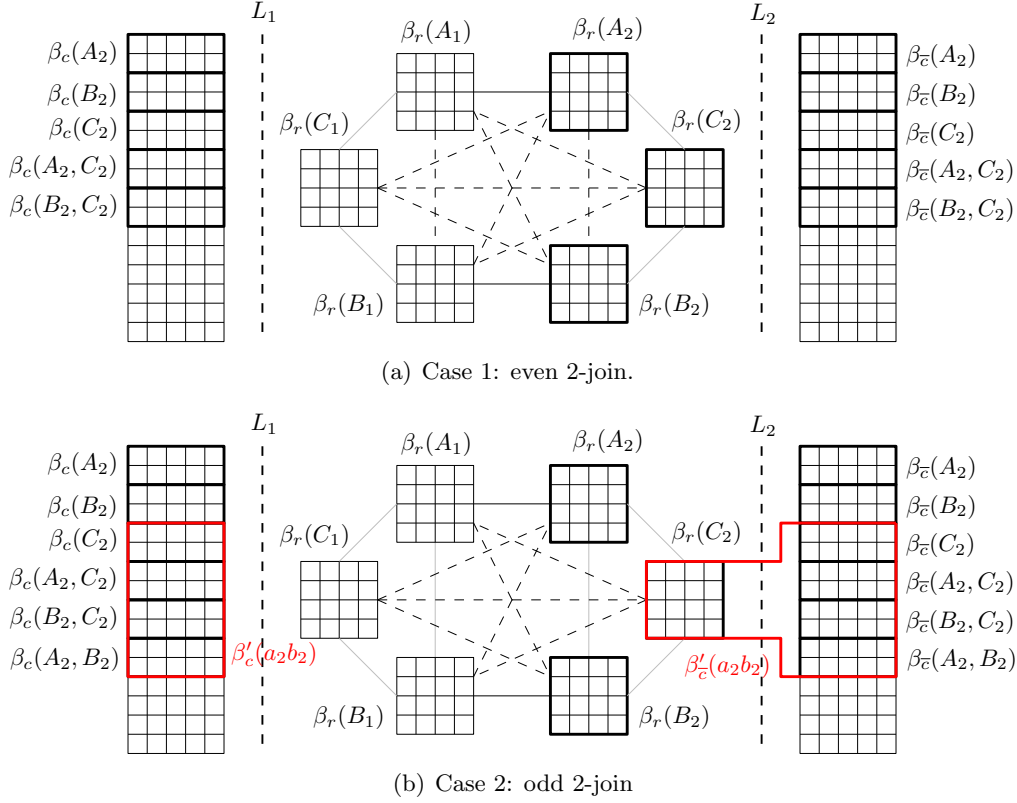 L₁
L₂
β_r(A₁)
β_r(A₂)
β_c(A₂)
β_c̅(A₂)
β_c(B₂)
β_c̅(B₂)
β_r(C₁)
β_r(C₂)
β_c(C₂)
β_c̅(C₂)
β_c(A₂, C₂)
β_c̅(A₂, C₂)
β_c(B₂, C₂)
β_c̅(B₂, C₂)
β_r(B₁)
β_r(B₂)
(a) Case 1: even 2-join.
L₁
L₂
β_r(A₁)
β_r(A₂)
β_c(A₂)
β_c̅(A₂)
β_c(B₂)
β_c̅(B₂)
β_r(C₁)
β_r(C₂)
β_c(C₂)
β_c̅(C₂)
β_c(A₂, C₂)
β_c̅(A₂, C₂)
β_c(B₂, C₂)
β_c̅(B₂, C₂)
β_c(A₂, B₂)
β′_c(a₂b₂)
β′_c̅(a₂b₂)
β_c̅(A₂, B₂)
β_r(B₁)
β_r(B₂)
(b) Case 2: odd 2-join